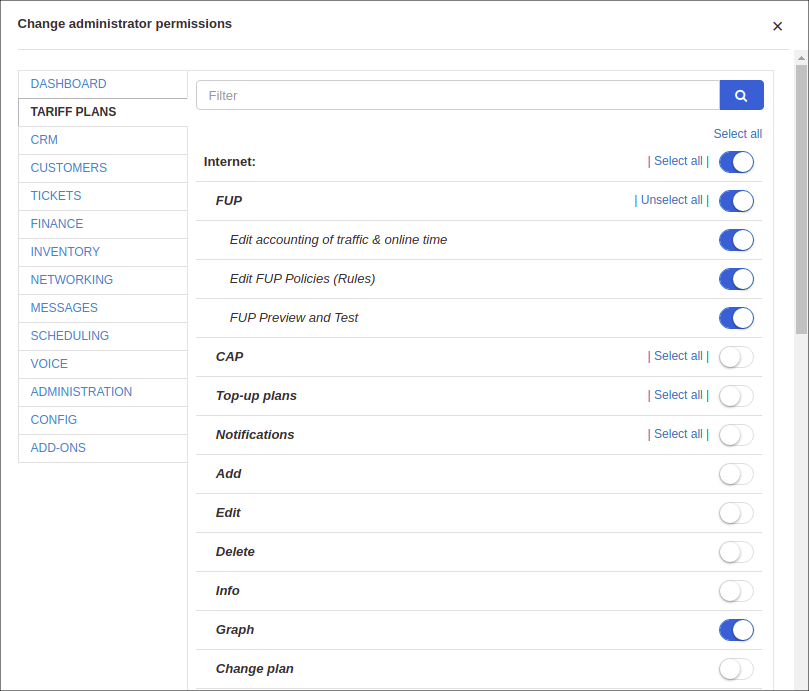 Change administrator permissions
×
DASHBOARD
TARIFF PLANS
CRM
CUSTOMERS
TICKETS
FINANCE
INVENTORY
NETWORKING
MESSAGES
SCHEDULING
VOICE
ADMINISTRATION
CONFIG
ADD-ONS
Filter
Select all
Internet: | Select all |
FUP | Unselect all |
Edit accounting of traffic & online time
Edit FUP Policies (Rules)
FUP Preview and Test
CAP | Select all |
Top-up plans | Select all |
Notifications | Select all |
Add
Edit
Delete
Info
Graph
Change plan